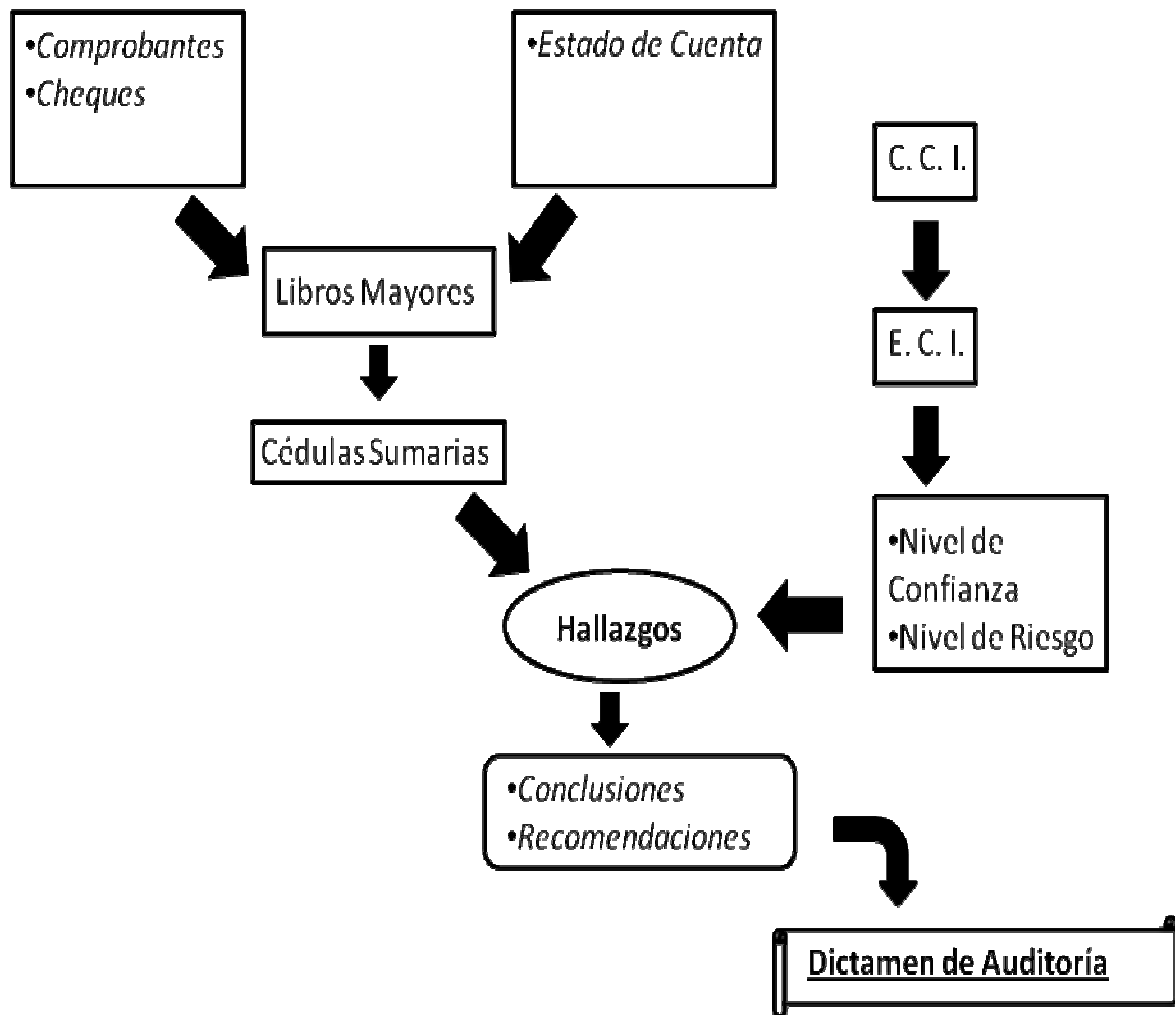 •Comprobantes
•Cheques
•Estado de Cuenta
C. C. I.
Libros Mayores
E. C. I.
Cédulas Sumarias
•Nivel de
Confianza
•Nivel de Riesgo
Hallazgos
•Conclusiones
•Recomendaciones
Dictamen de Auditoría